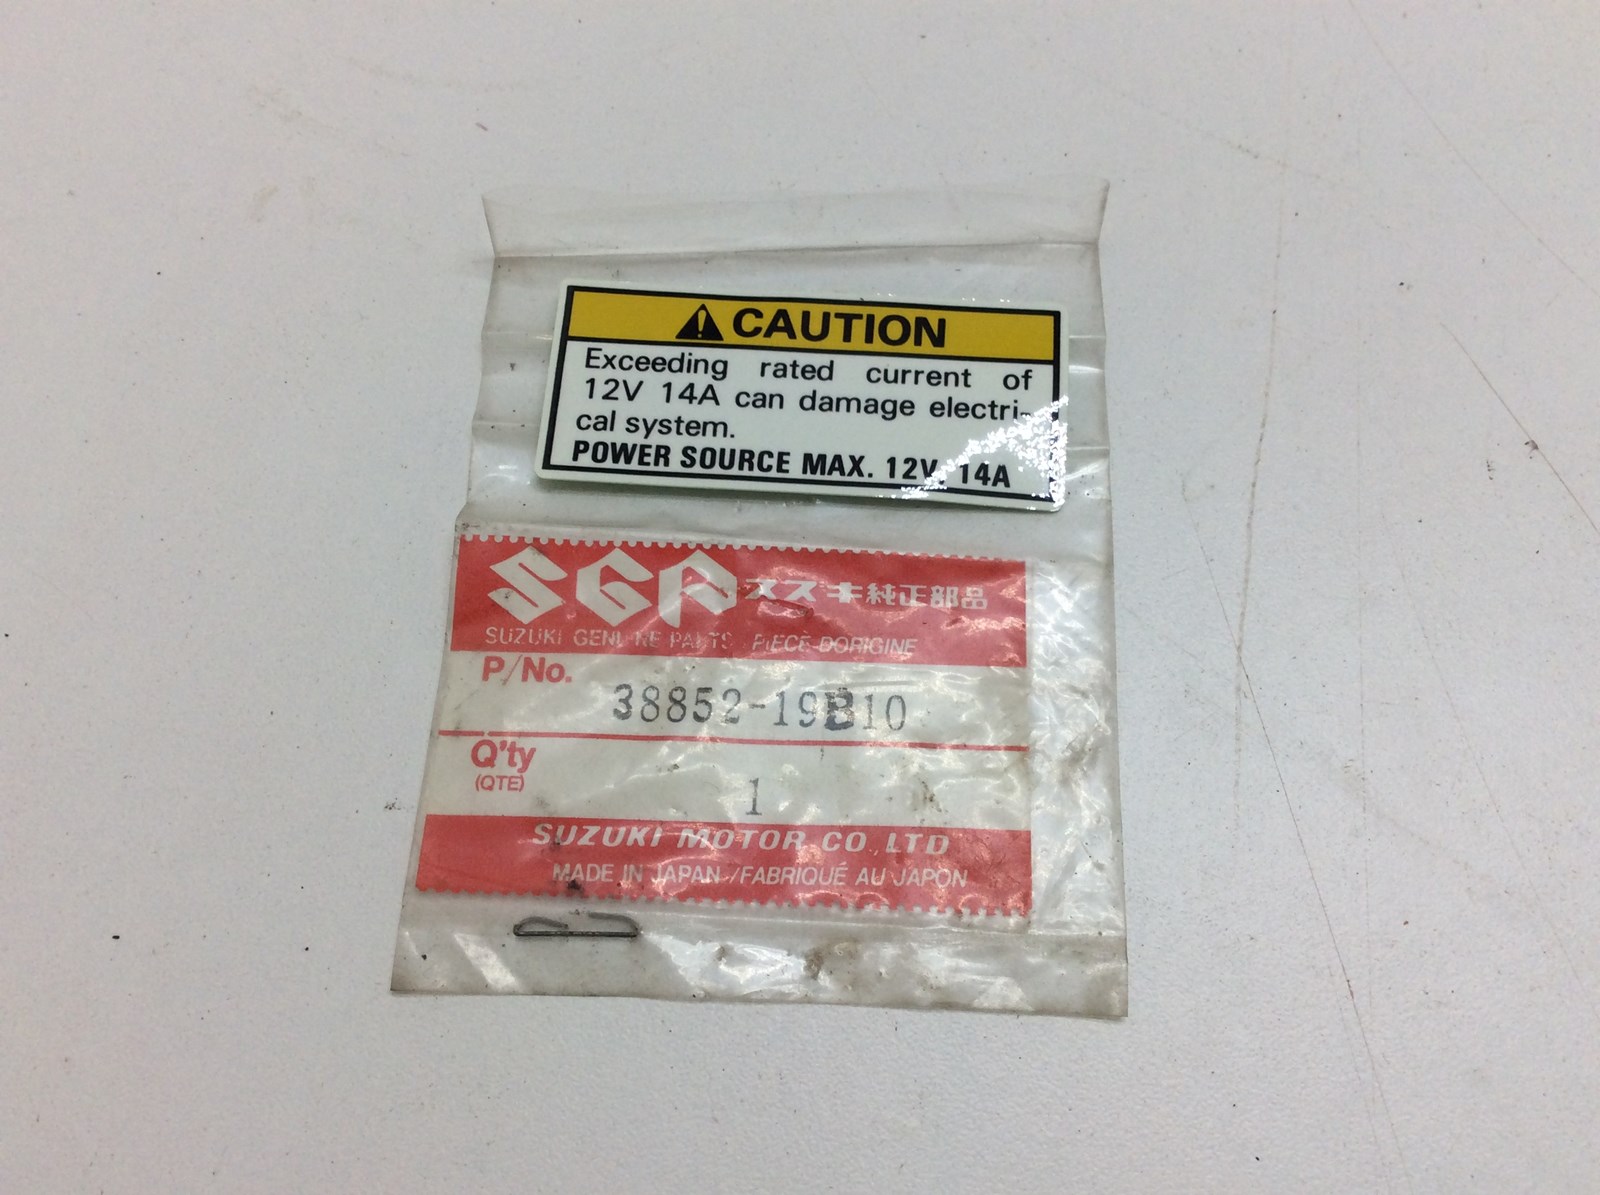 CAUTION
Exceeding rated current of
12V 14A can damage electri-
cal system.
POWER SOURCE MAX. 12V, 14A
SGP スズキ純正部品
SUZUKI GENUINE PARTS / PIECE DORIGINE
P/No.
38852-19B10
Q'ty
(QTE)
1
SUZUKI MOTOR CO.,LTD
MADE IN JAPAN/FABRIQUÉ AU JAPON